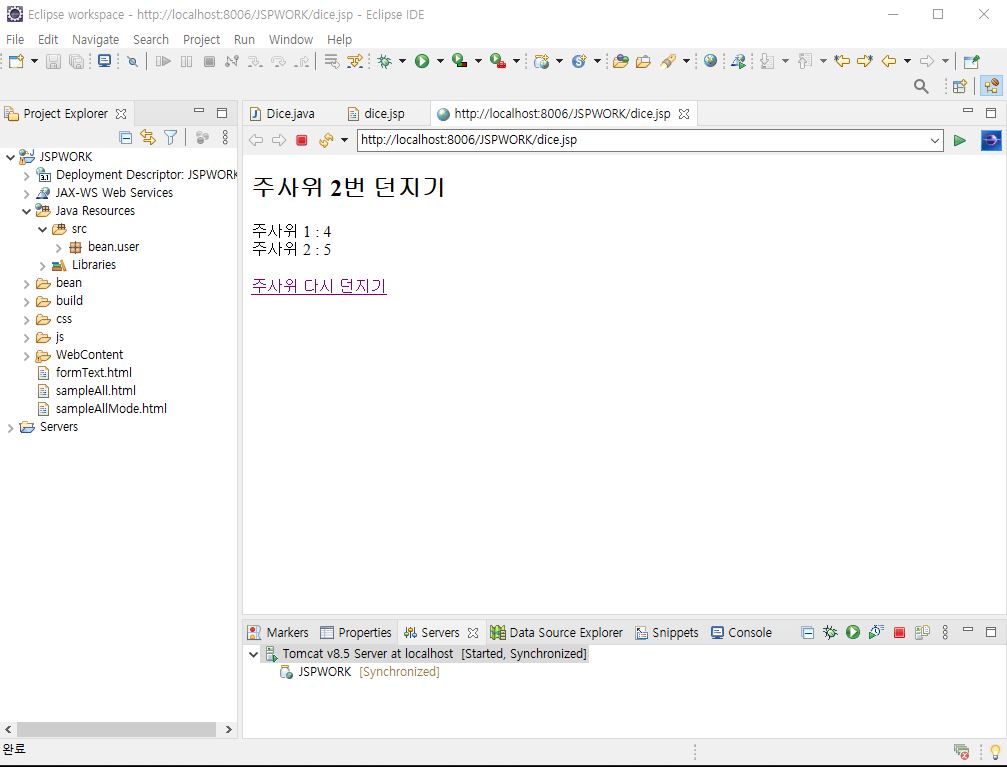 Eclipse workspace - http://localhost:8006/JSPWORK/dice.jsp - Eclipse IDE
File Edit Navigate Search Project Run Window Help
Project Explorer
JSPWORK
3.1 Deployment Descriptor: JSPWORK
JAX-WS Web Services
Java Resources
src
bean.user
Libraries
bean
build
css
js
WebContent
formText.html
sampleAll.html
sampleAllMode.html
Servers
Dice.java dice.jsp http://localhost:8006/JSPWORK/dice.jsp
http://localhost:8006/JSPWORK/dice.jsp
주사위 2번 던지기
주사위 1 : 4
주사위 2 : 5
주사위 다시 던지기
Markers Properties Servers Data Source Explorer Snippets Console
Tomcat v8.5 Server at localhost [Started, Synchronized]
JSPWORK [Synchronized]
완료